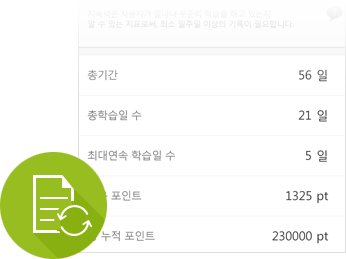 알 수 있는 지표로써, 최소 일주일 이상의 기록이 필요합니다.
총기간 56 일
총학습일 수 21 일
최대연속 학습일 수 5 일
포인트 1325 pt
누적 포인트 230000 pt